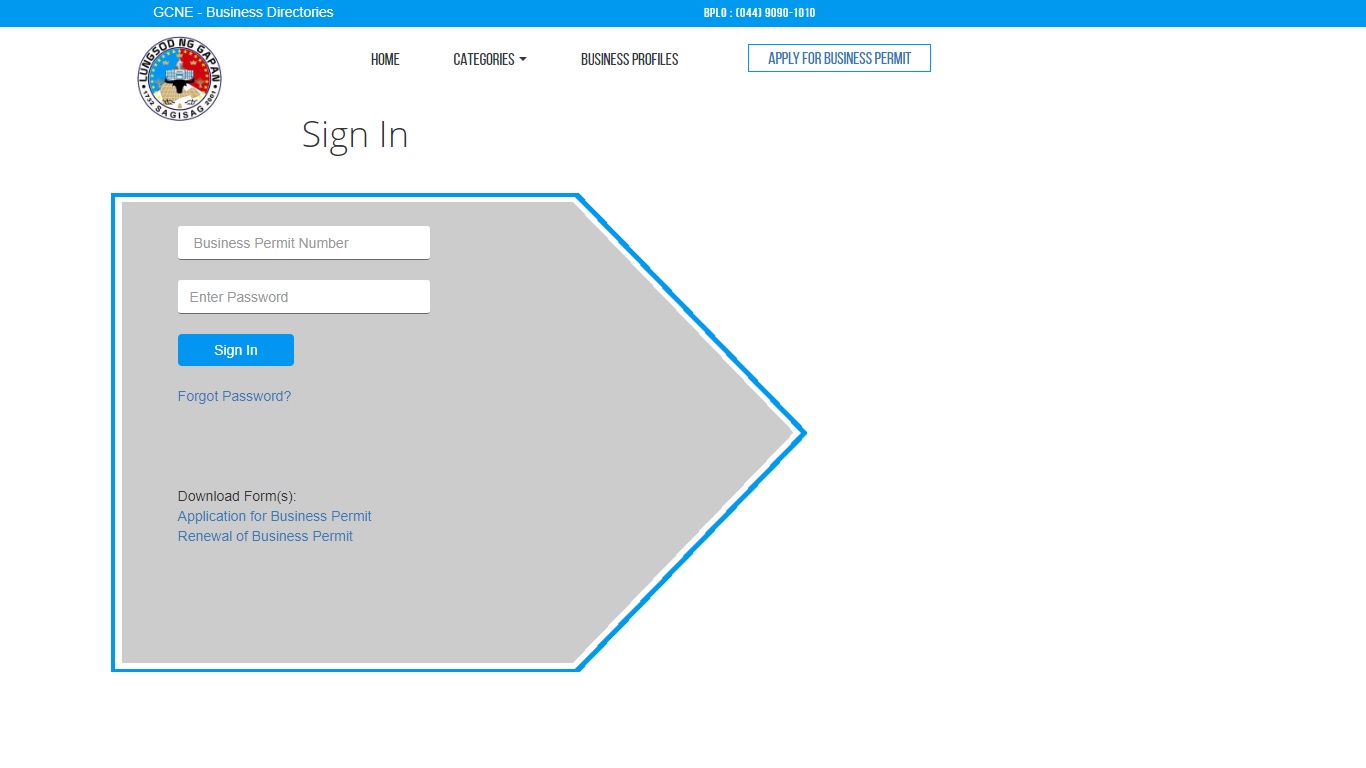 GCNE - Business Directories
BPLO : (044) 9090-1010
LUNGSOD NG GAPAN
1732 SAGISAG 2001
HOME
CATEGORIES
BUSINESS PROFILES
APPLY FOR BUSINESS PERMIT
Sign In
Business Permit Number
Enter Password
Sign In
Forgot Password?
Download Form(s):
Application for Business Permit
Renewal of Business Permit